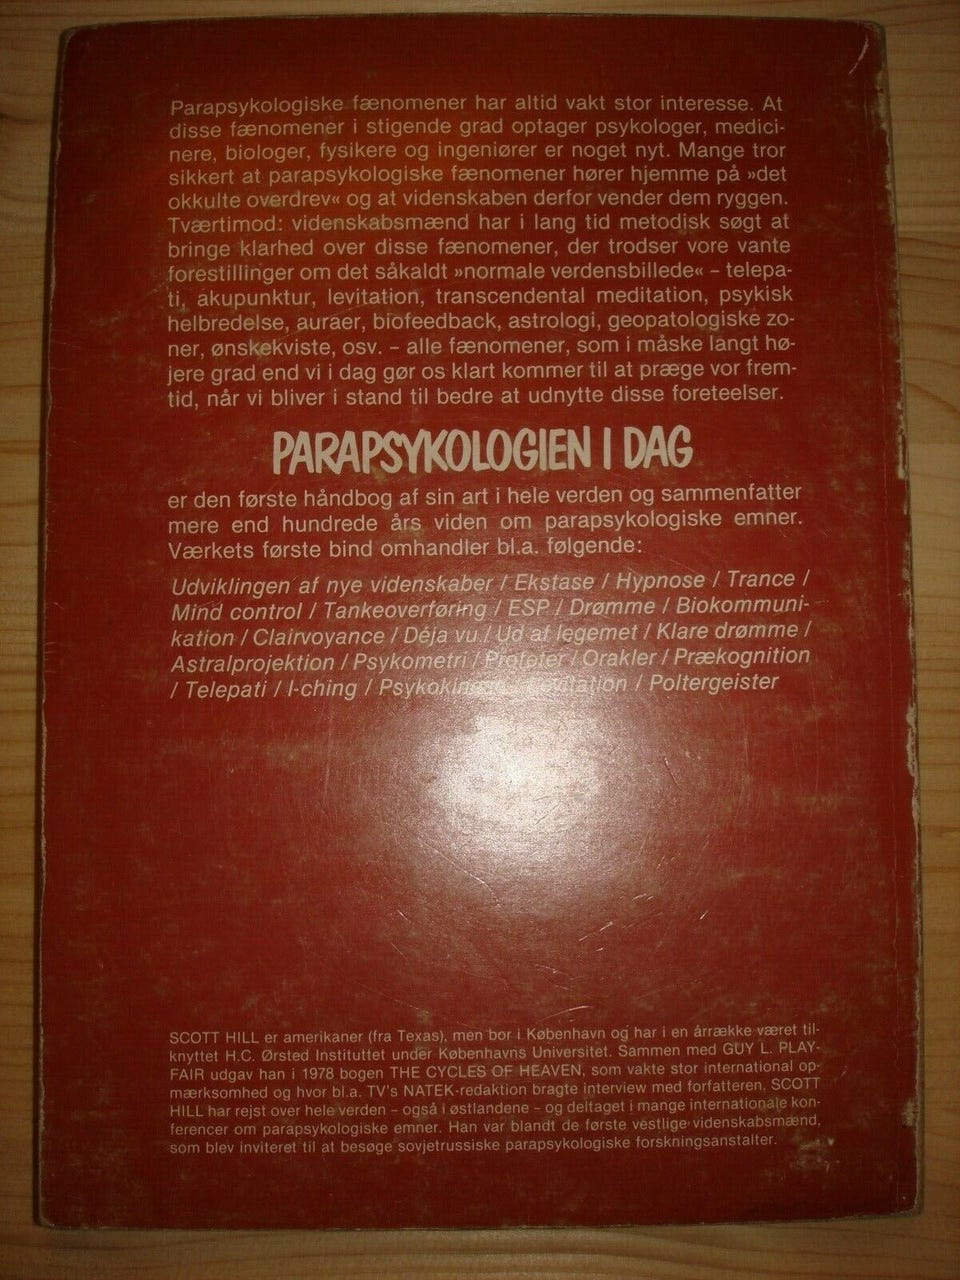 Parapsykologiske fænomener har altid vakt stor interesse. At
disse fænomener i stigende grad optager psykologer, medici-
nere, biologer, fysikere og ingeniører er noget nyt. Mange tror
sikkert at parapsykologiske fænomener hører hjemme på »det
okkulte overdrev« og at videnskaben derfor vender dem ryggen.
Tværtimod: videnskabsmænd har i lang tid metodisk søgt at
bringe klarhed over disse fænomener, der trodser vore vante
forestillinger om det såkaldt »normale verdensbillede« – telepa-
ti, akupunktur, levitation, transcendental meditation, psykisk
helbredelse, auraer, biofeedback, astrologi, geopatologiske zo-
ner, ønskekviste, osv. – alle fænomener, som i måske langt hø-
jere grad end vi i dag gør os klart kommer til at præge vor frem-
tid, når vi bliver i stand til bedre at udnytte disse foreteelser.
PARAPSYKOLOGIEN I DAG
er den første håndbog af sin art i hele verden og sammenfatter
mere end hundrede års viden om parapsykologiske emner.
Værkets første bind omhandler bl.a. følgende:
Udviklingen af nye videnskaber / Ekstase / Hypnose / Trance /
Mind control / Tankeoverføring / ESP / Drømme / Biokommuni-
kation / Clairvoyance / Déja vu / Ud af legemet / Klare drømme /
Astralprojektion / Psykometri / Profeter / Orakler / Prækognition
/ Telepati / I-ching / / Levitation / Poltergeister
SCOTT HILL er amerikaner (fra Texas), men bor i København og har i en årrække været til-
knyttet H.C. Ørsted Instituttet under Københavns Universitet. Sammen med GUY L. PLAY-
FAIR udgav han i 1978 bogen THE CYCLES OF HEAVEN, som vakte stor international op-
mærksomhed og hvor bl.a. TV's NATEK-redaktion bragte interview med forfatteren. SCOTT
HILL har rejst over hele verden – også i østlandene – og deltaget i mange internationale kon-
ferencer om parapsykologiske emner. Han var blandt de første vestlige videnskabsmænd,
som blev inviteret til at besøge sovjetrussiske parapsykologiske forskningsanstalter.